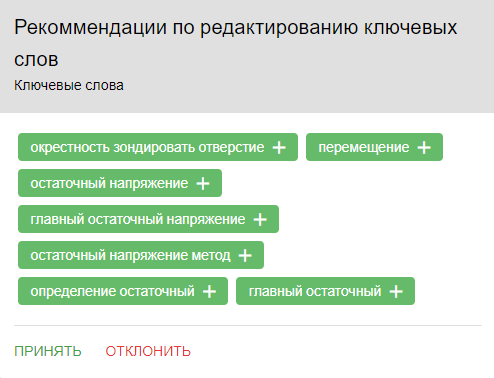 Рекоммендации по редактированию ключевых
слов
Ключевые слова
окрестность зондировать отверстие + перемещение +
остаточный напряжение +
главный остаточный напряжение +
остаточный напряжение метод +
определение остаточный + главный остаточный +
ПРИНЯТЬ ОТКЛОНИТЬ